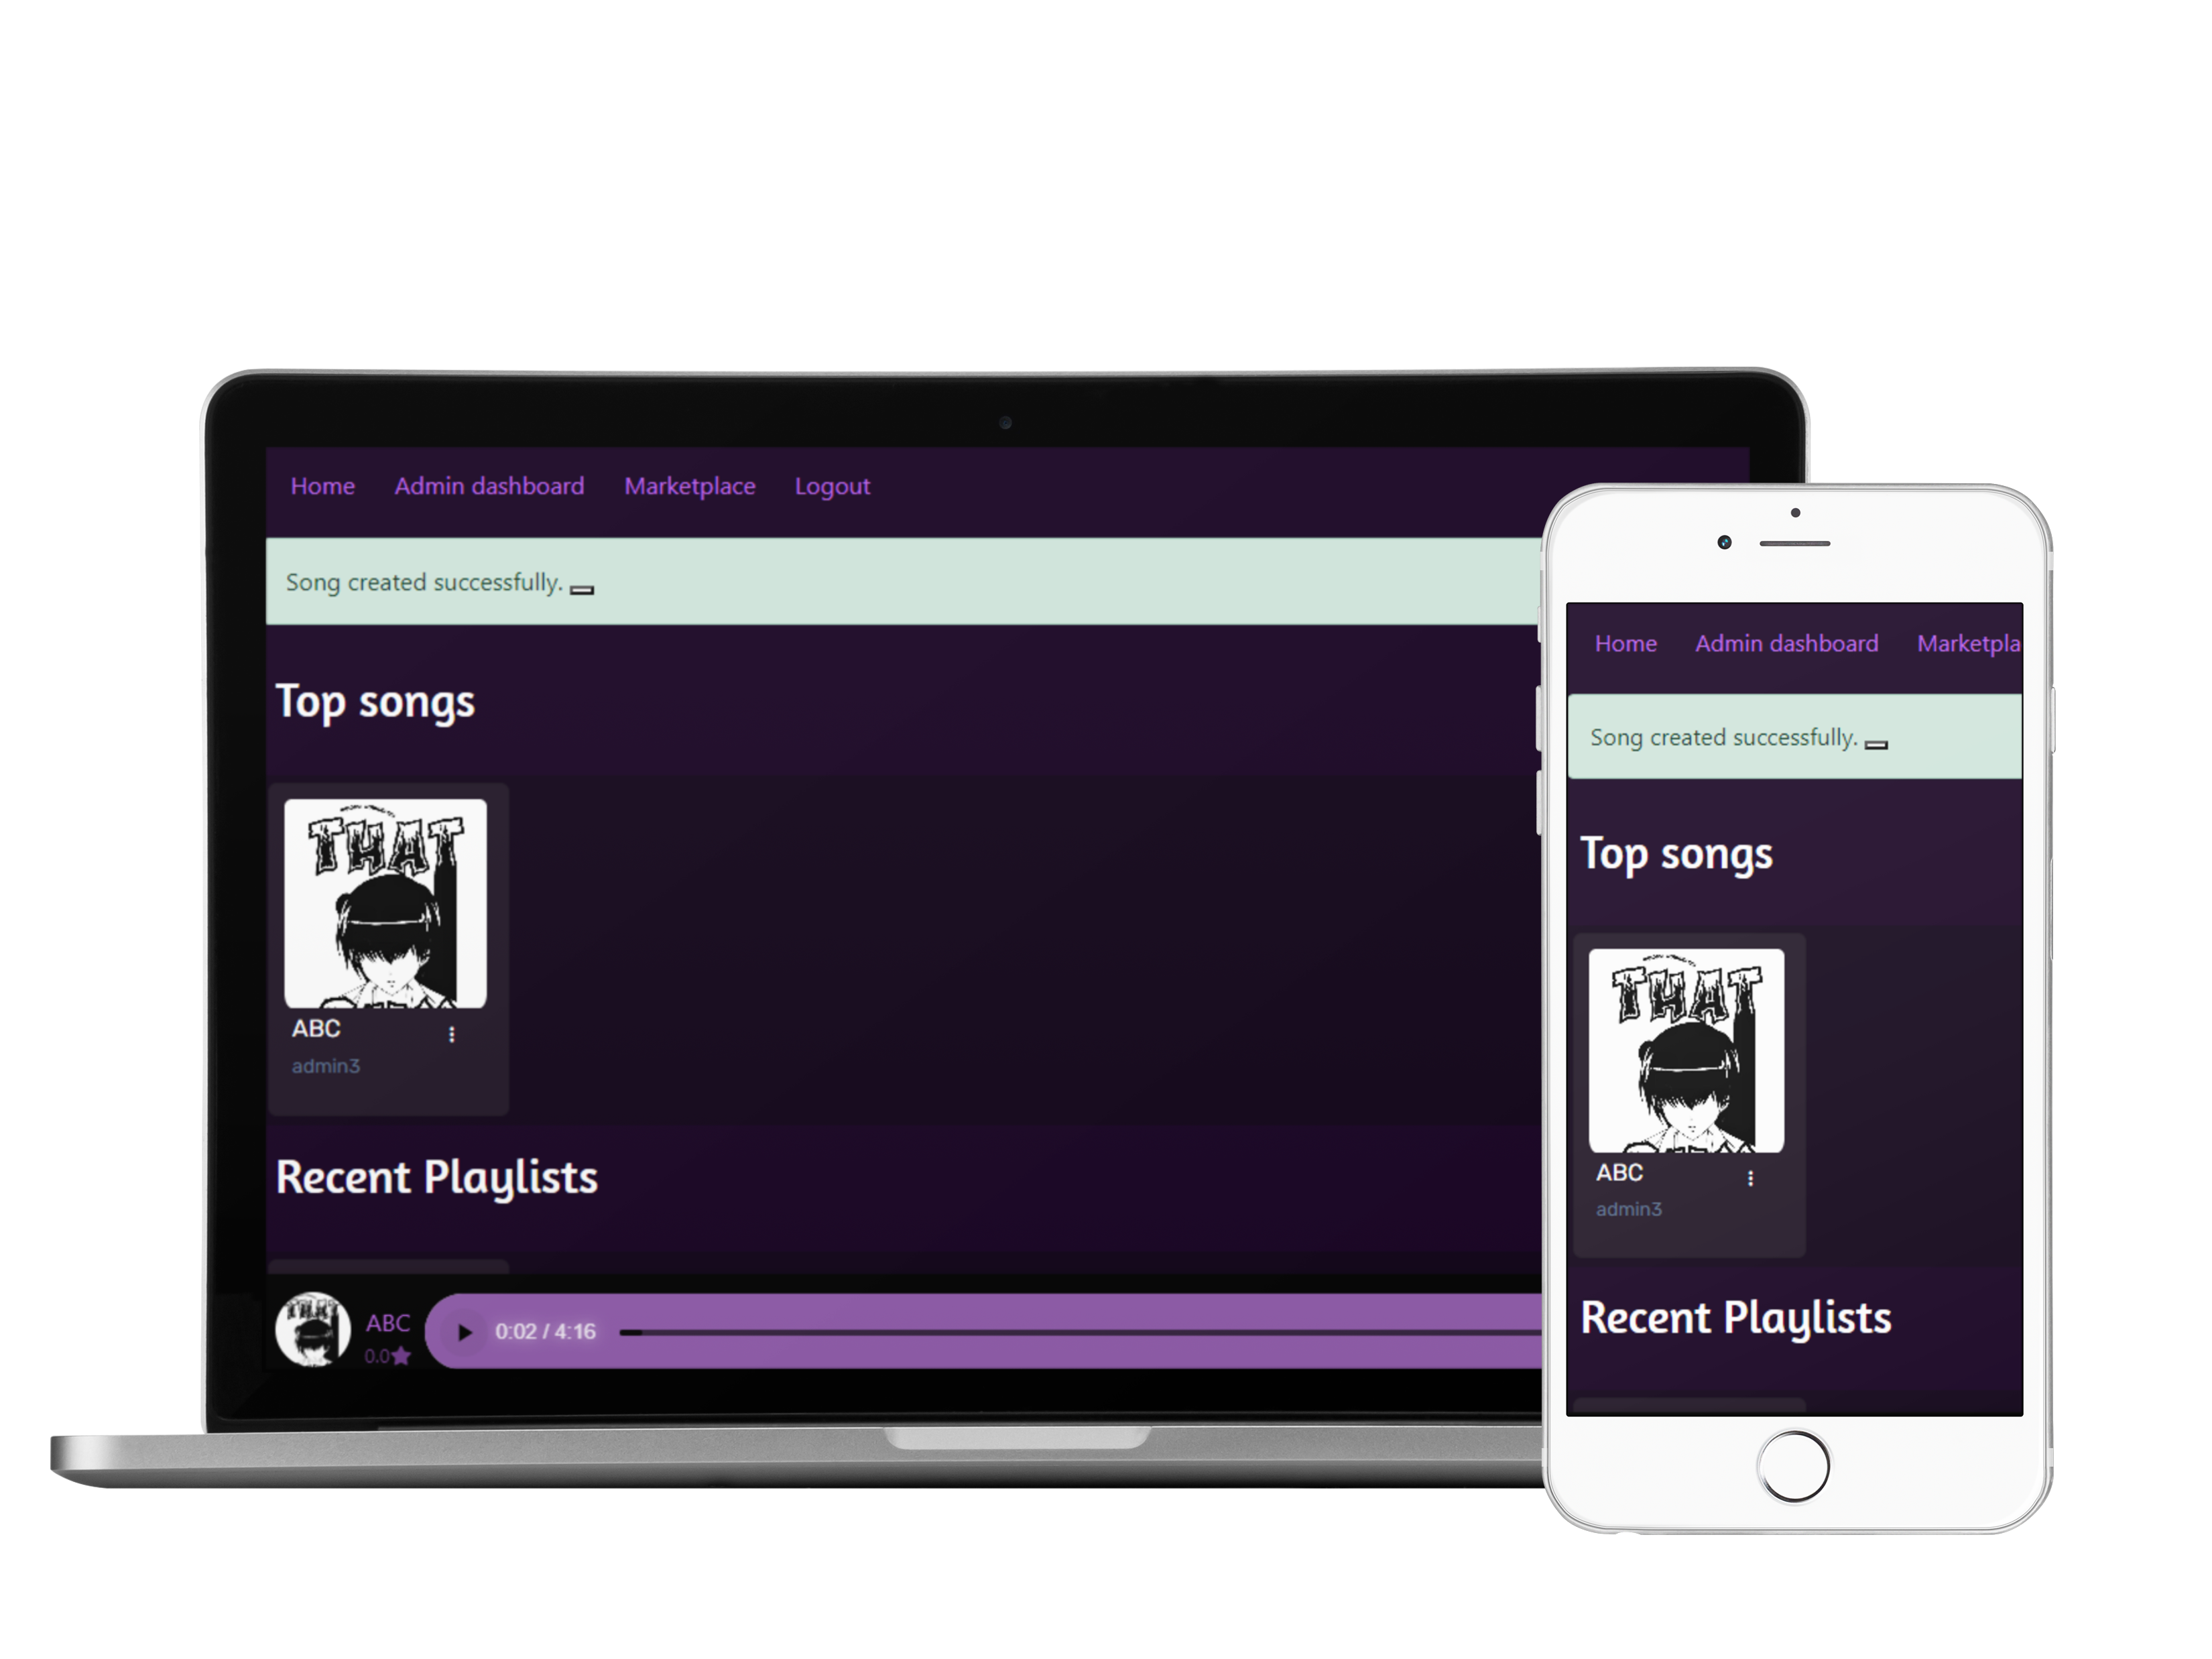 Home Admin dashboard Marketplace Logout
Song created successfully.
Top songs
THAT
ABC
admin3
Recent Playlists
ABC
0.0
0:02 / 4:16
Home Admin dashboard Marketpla
Song created successfully.
Top songs
THAT
ABC
admin3
Recent Playlists